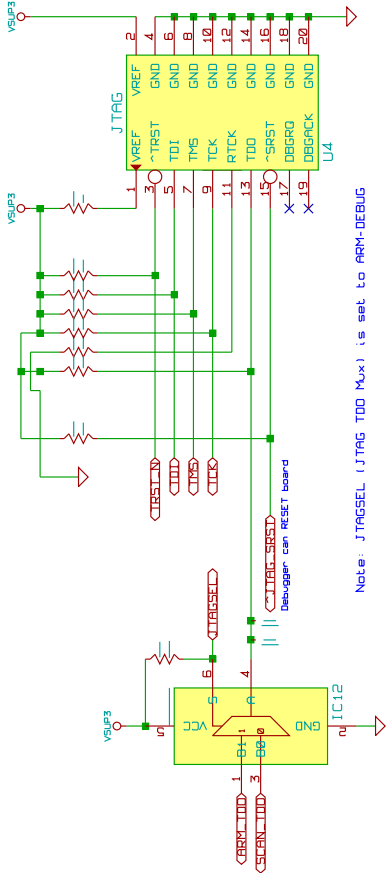 VSUP3
2
4
6
8
10
12
14
16
18
20
VREF
GND
GND
GND
GND
GND
GND
GND
GND
GND
JTAG
VREF
^TRST
TDI
TMS
TCK
RTCK
TDO
^SRST
DBGRQ
DBGACK
U4
1
3
5
7
9
11
13
15
17
19
VSUP3
TRST_N
TDI
TMS
TCK
^JTAG_SRST
Debugger can RESET board
Note: JTAGSEL (JTAG TDO Mux) is set to ARM-DEBUG
JTAGSEL
6
4
VSUP3
5
VCC
S
A
GND
2
IC12
1
0
B1
B0
1
3
ARM_TDO
SCAN_TDO